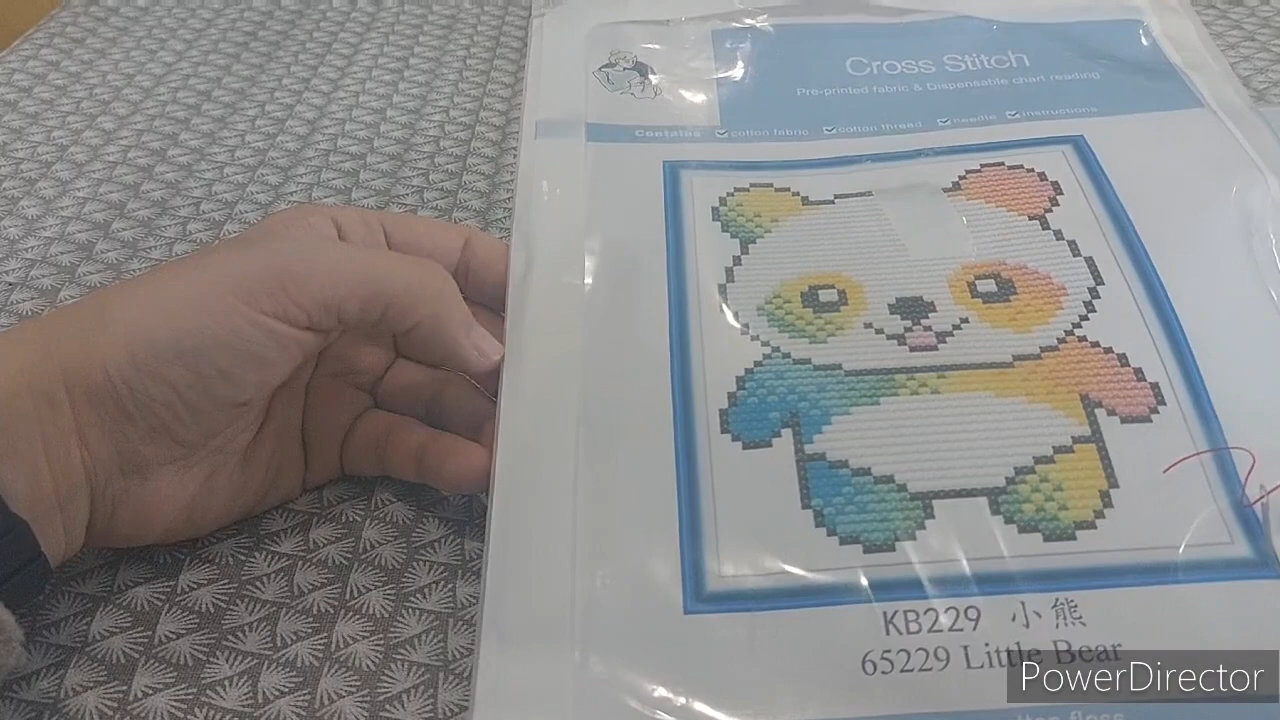 Cross Stitch
Pre-printed fabric & Dispensable chart reading
Contains ☑cotton fabric ☑cotton thread ☑needle ☑instructions
KB229 小熊
65229 Little Bear
PowerDirector